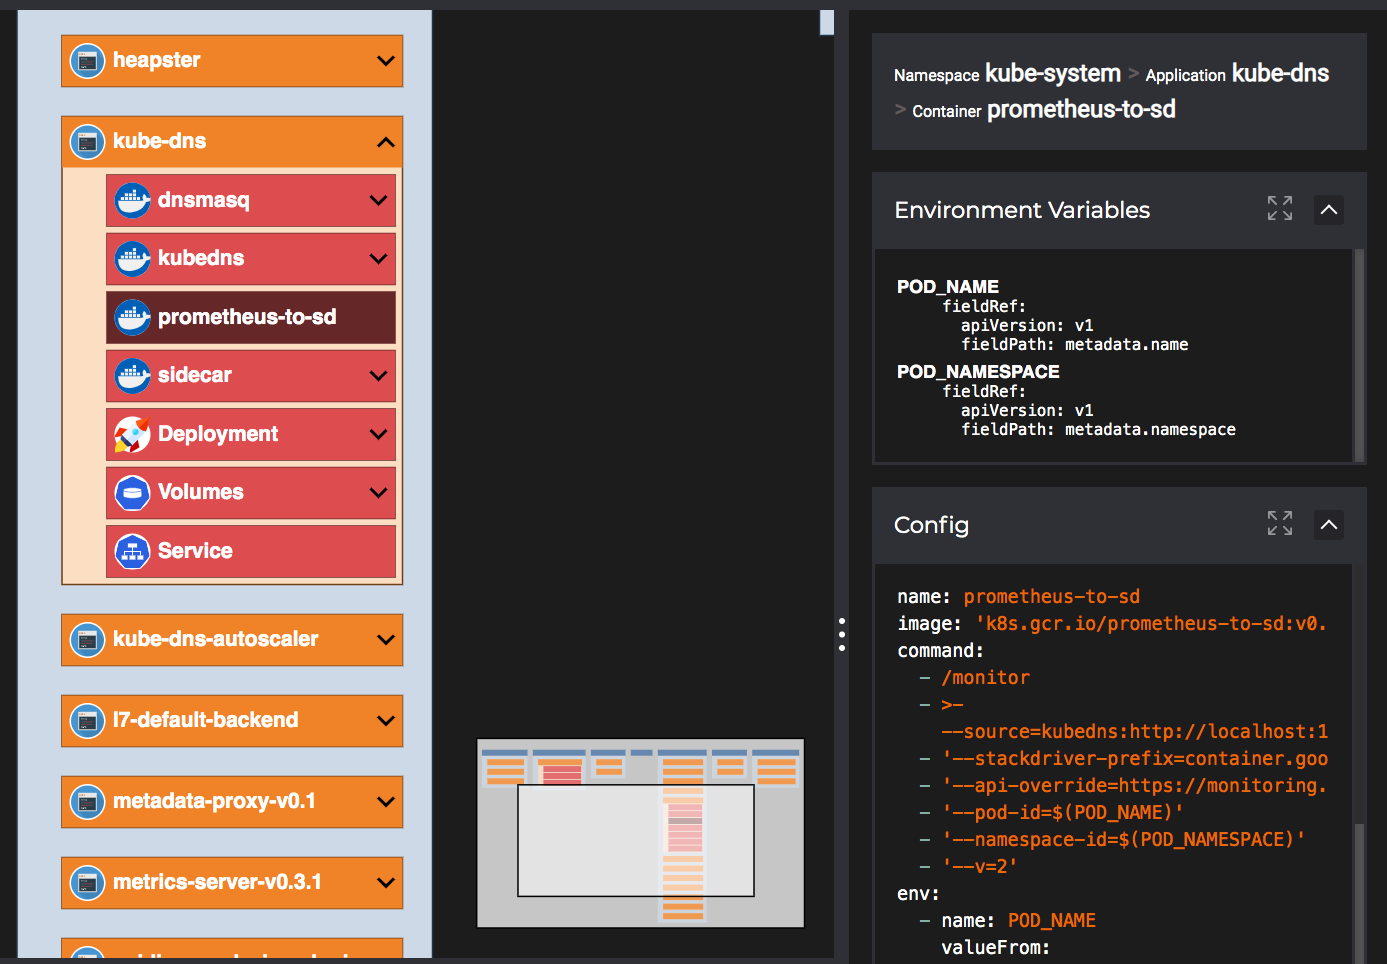 heapster
kube-dns
dnsmasq
kubedns
prometheus-to-sd
sidecar
Deployment
Volumes
Service
kube-dns-autoscaler
l7-default-backend
metadata-proxy-v0.1
metrics-server-v0.3.1
Namespace kube-system > Application kube-dns
> Container prometheus-to-sd
Environment Variables
POD_NAME
fieldRef:
apiVersion: v1
fieldPath: metadata.name
POD_NAMESPACE
fieldRef:
apiVersion: v1
fieldPath: metadata.namespace
Config
name: prometheus-to-sd
image: 'k8s.gcr.io/prometheus-to-sd:v0.
command:
- /monitor
- >-
--source=kubedns:http://localhost:1
- '--stackdriver-prefix=container.goo
- '--api-override=https://monitoring.
- '--pod-id=$(POD_NAME)'
- '--namespace-id=$(POD_NAMESPACE)'
- '--v=2'
env:
- name: POD_NAME
valueFrom: